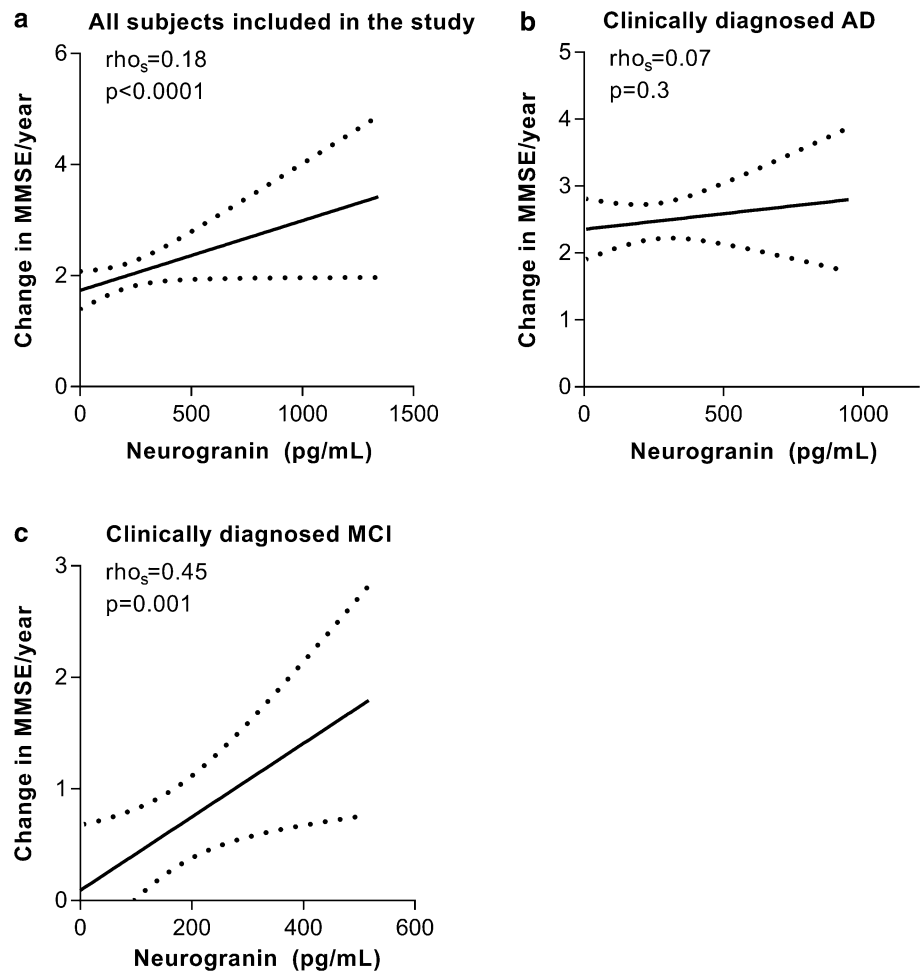 a All subjects included in the study
rhos=0.18
p<0.0001
6
4
2
0
Change in MMSE/year
0 500 1000 1500
Neurogranin (pg/mL)
b Clinically diagnosed AD
rhos=0.07
p=0.3
5
4
3
2
1
0
Change in MMSE/year
0 500 1000
Neurogranin (pg/mL)
c Clinically diagnosed MCI
rhos=0.45
p=0.001
3
2
1
0
Change in MMSE/year
0 200 400 600
Neurogranin (pg/mL)